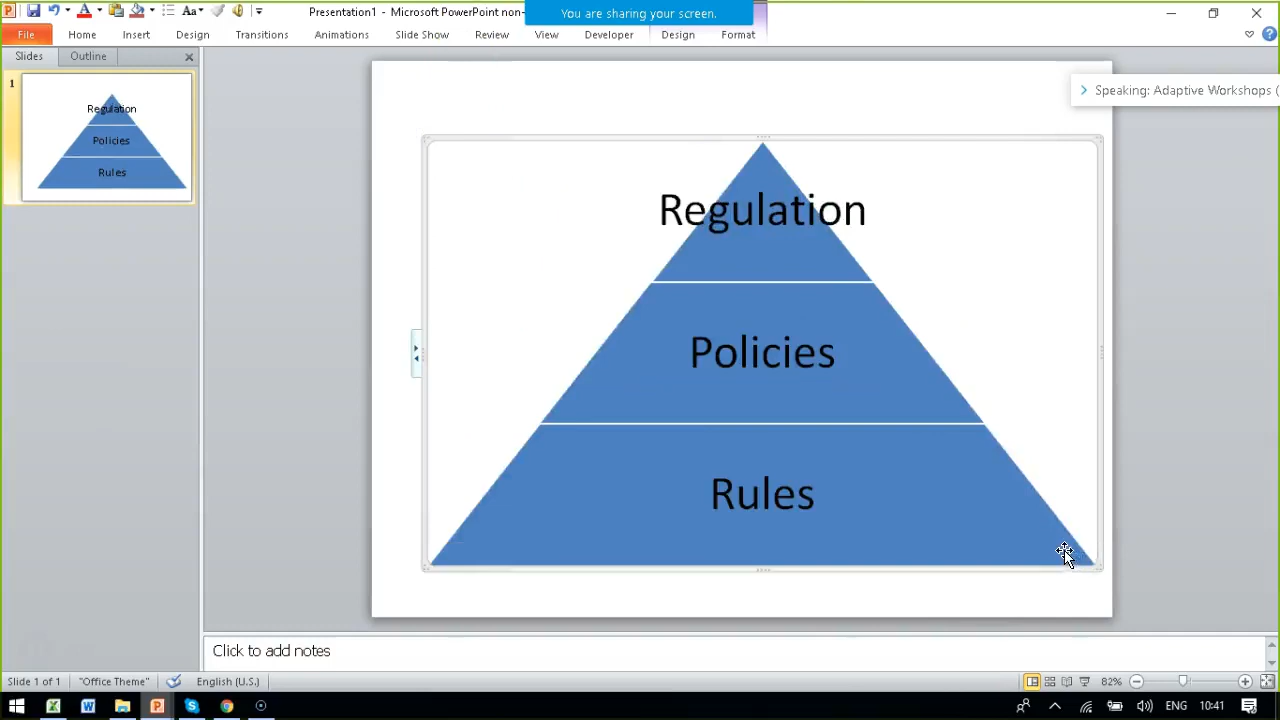 Presentation1 - Microsoft PowerPoint non-
You are sharing your screen.
File Home Insert Design Transitions Animations Slide Show Review View Developer Design Format
Slides Outline
Speaking: Adaptive Workshops (
1
Regulation
Policies
Rules
Regulation
Policies
Rules
Click to add notes
Slide 1 of 1 "Office Theme" English (U.S.) 82%
ENG 10:41